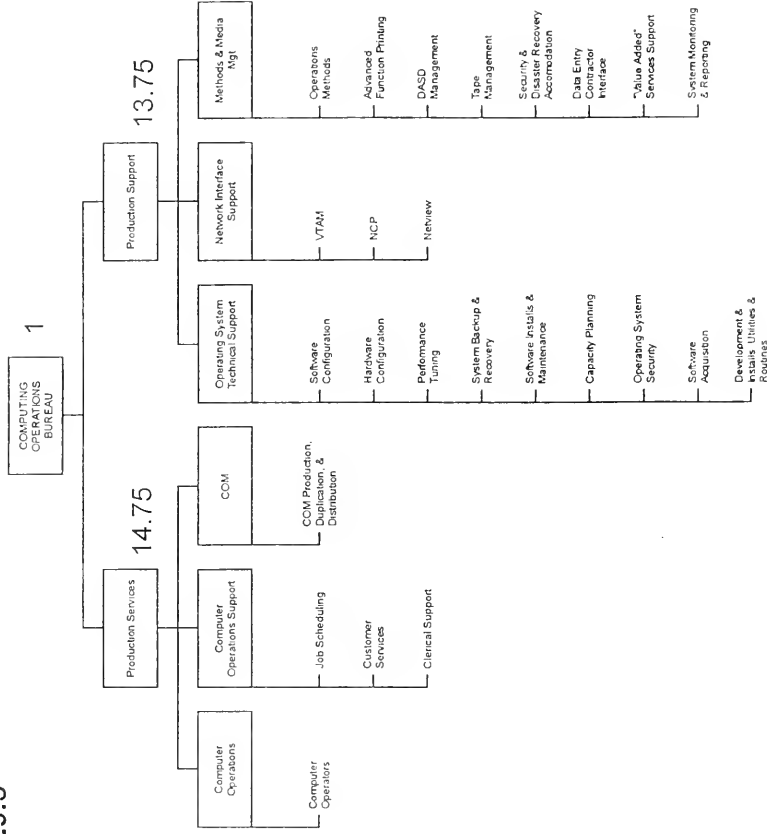 COMPUTING
OPERATIONS
BUREAU
1
Production Services
14.75
Production Support
13.75
Computer
Operations
Computer
Operators
Computer
Operations Support
Job Scheduling
Customer
Services
Clerical Support
COM
COM Production,
Duplication, &
Distribution
Operating System
Technical Support
Software
Configuration
Hardware
Configuration
Performance
Tuning
System Backup &
Recovery
Software Installs &
Maintenance
Capacity Planning
Operating System
Security
Software
Acquisition
Development &
Installs Utilities &
Routines
Network Interface
Support
VTAM
NCP
Netview
Methods & Media
Mgt
Operations
Methods
Advanced
Function Printing
DASD
Management
Tape
Management
Security &
Disaster Recovery
Accomodation
Data Entry
Contractor
Interface
"Value Added"
Services Support
System Monitoring
& Reporting